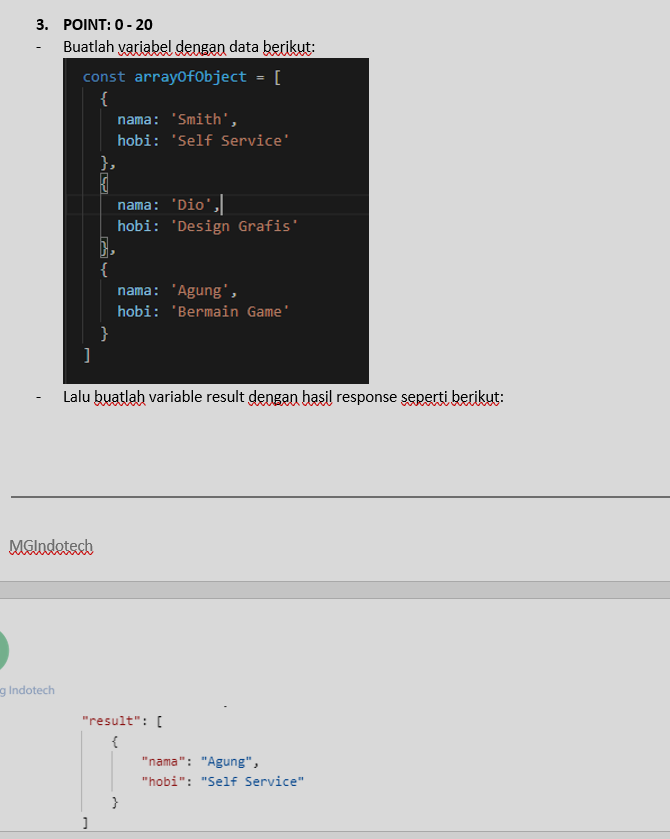 3. POINT: 0 - 20
- Buatlah variabel dengan data berikut:
const arrayOfObject = [
{
nama: 'Smith',
hobi: 'Self Service'
},
{
nama: 'Dio',
hobi: 'Design Grafis'
},
{
nama: 'Agung',
hobi: 'Bermain Game'
}
]
- Lalu buatlah variable result dengan hasil response seperti berikut:
MGIndotech
g Indotech
"result": [
{
"nama": "Agung",
"hobi": "Self Service"
}
]